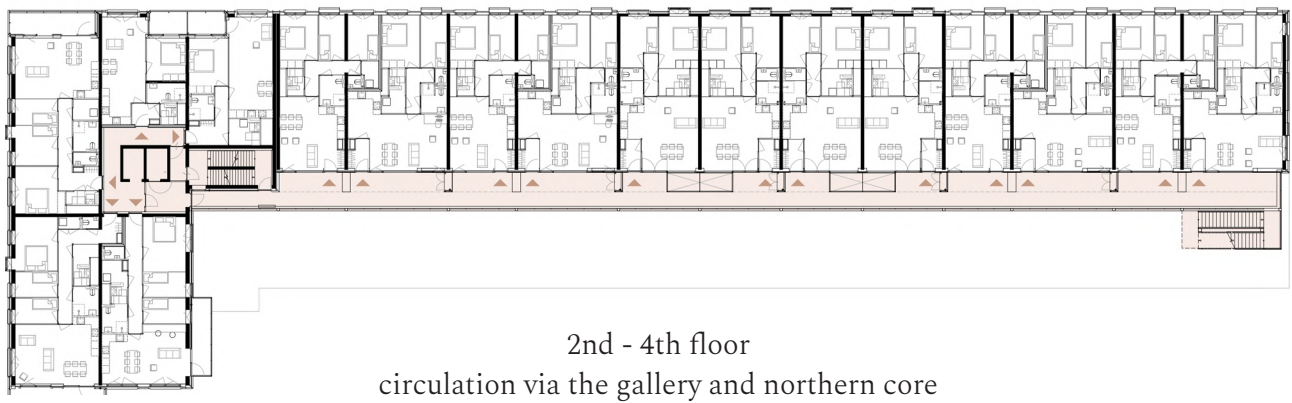 2nd - 4th floor
circulation via the gallery and northern core